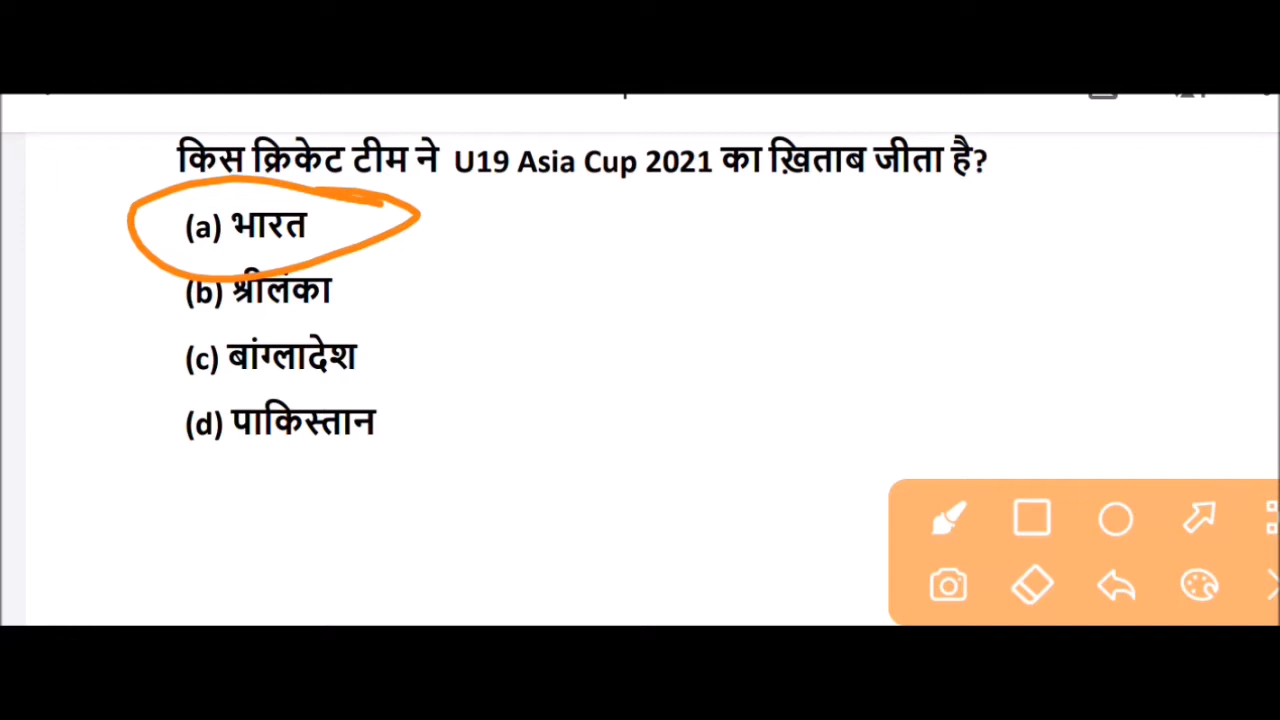 किस क्रिकेट टीम ने U19 Asia Cup 2021 का ख़िताब जीता है?
(a) भारत
(b) श्रीलंका
(c) बांग्लादेश
(d) पाकिस्तान